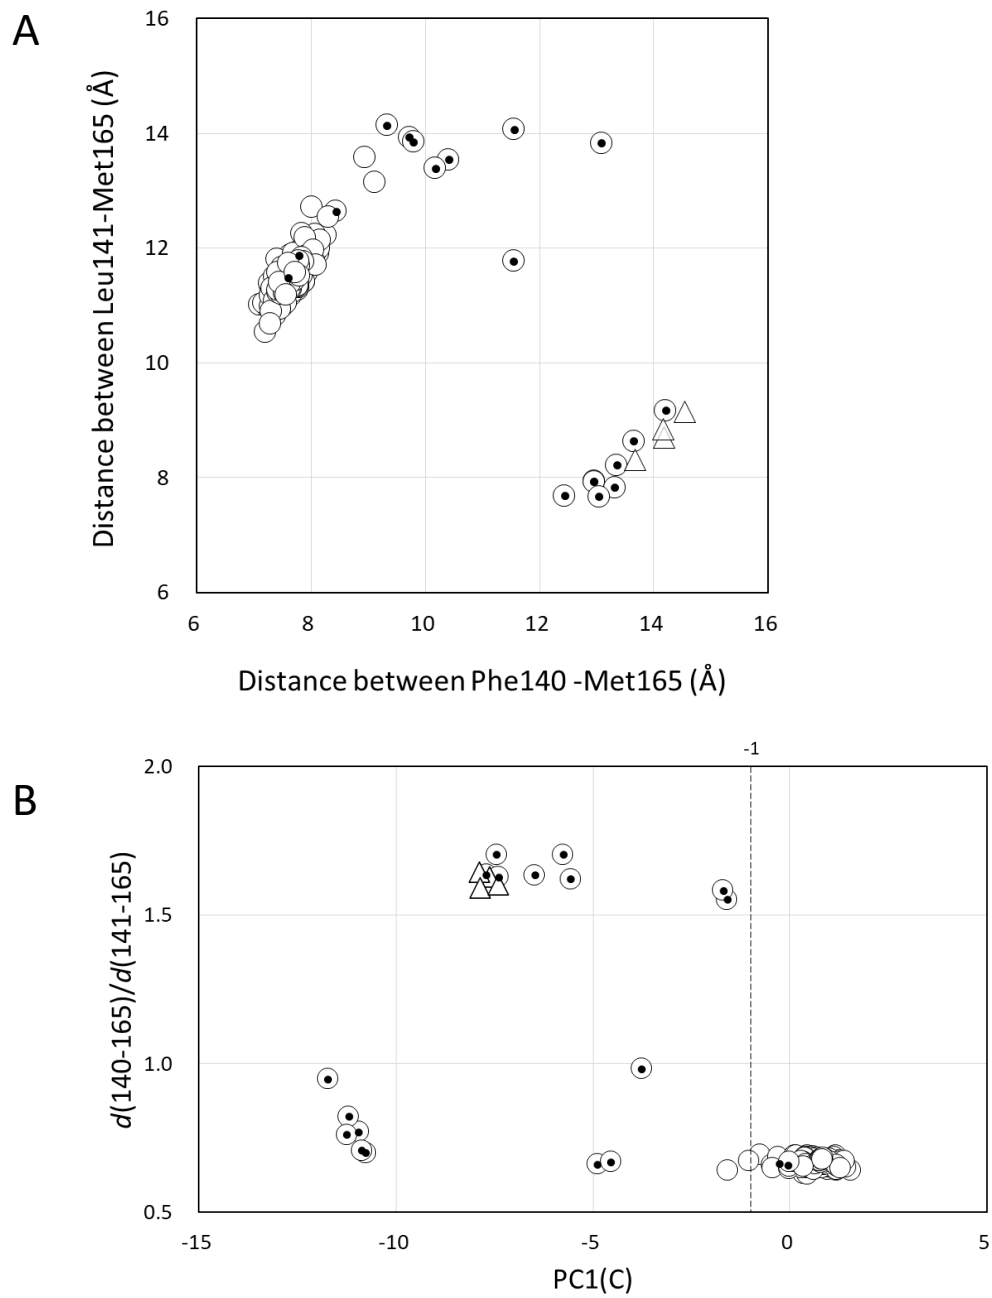 A
Distance between Leu141-Met165 (Å)
16
14
12
10
8
6
6 8 10 12 14 16
Distance between Phe140 -Met165 (Å)
B
d(140-165)/d(141-165)
-1
2.0
1.5
1.0
0.5
-15 -10 -5 0 5
PC1(C)